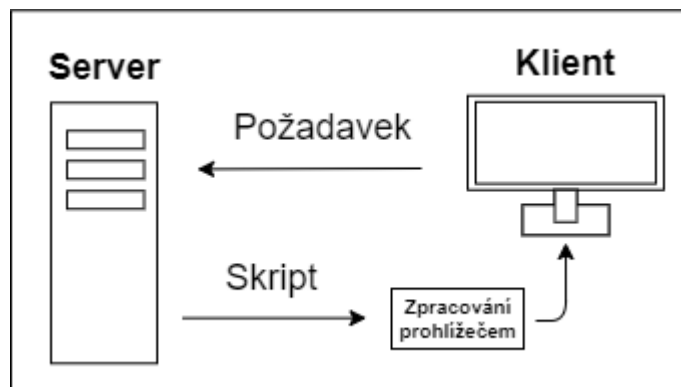 Server
Klient
Požadavek
Skript
Zpracování
prohlížečem